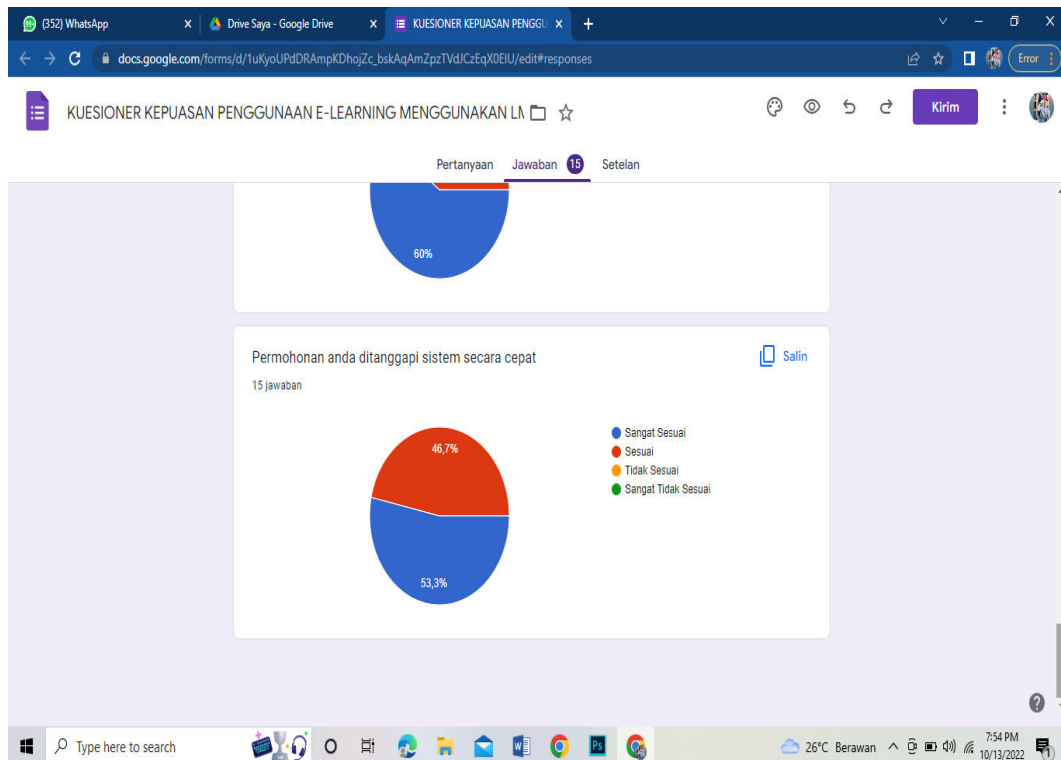 (352) WhatsApp
Drive Saya - Google Drive
KUESIONER KEPUASAN PENGGU
docs.google.com/forms/d/1uKyoUPdDRAmpKDhojZc_bskAqAmZpzTVdJCzEqX0EIU/edit#responses
Error
KUESIONER KEPUASAN PENGGUNAAN E-LEARNING MENGGUNAKAN LM
Kirim
Pertanyaan Jawaban 15 Setelan
60%
Permohonan anda ditanggapi sistem secara cepat
Salin
15 jawaban
46,7%
53,3%
Sangat Sesuai
Sesuai
Tidak Sesuai
Sangat Tidak Sesuai
Type here to search
26°C Berawan
7:54 PM
10/13/2022